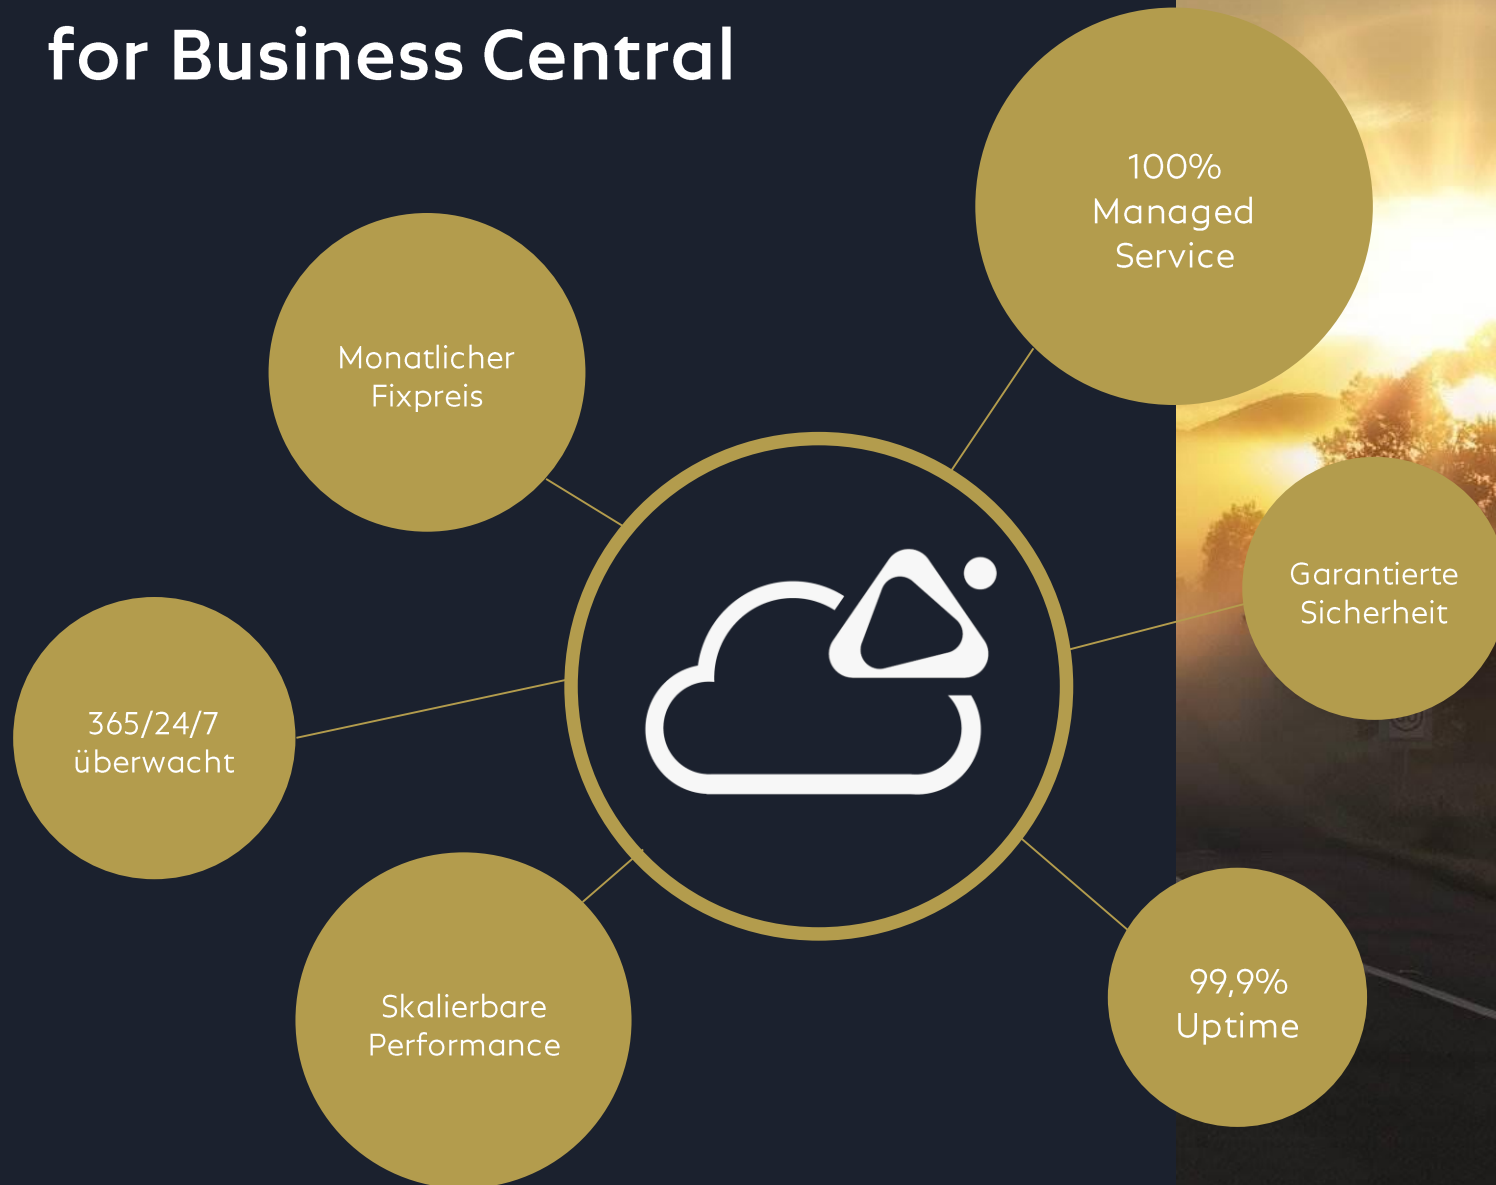 for Business Central
100%
Managed
Service
Monatlicher
Fixpreis
Garantierte
Sicherheit
365/24/7
überwacht
Skalierbare
Performance
99,9%
Uptime